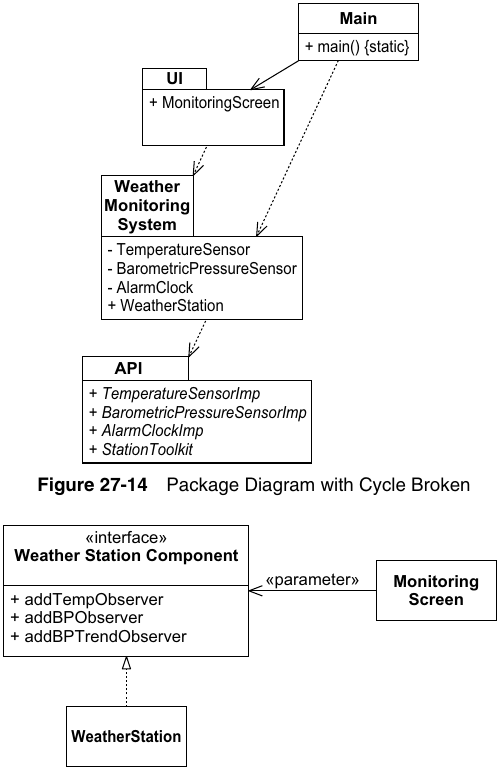 Main
+ main() {static}
UI
+ MonitoringScreen
Weather
Monitoring
System
- TemperatureSensor
- BarometricPressureSensor
- AlarmClock
+ WeatherStation
API
+ TemperatureSensorImp
+ BarometricPressureSensorImp
+ AlarmClockImp
+ StationToolkit
Figure 27-14 Package Diagram with Cycle Broken
«interface»
Weather Station Component
+ addTempObserver
+ addBPObserver
+ addBPTrendObserver
«parameter»
Monitoring
Screen
WeatherStation